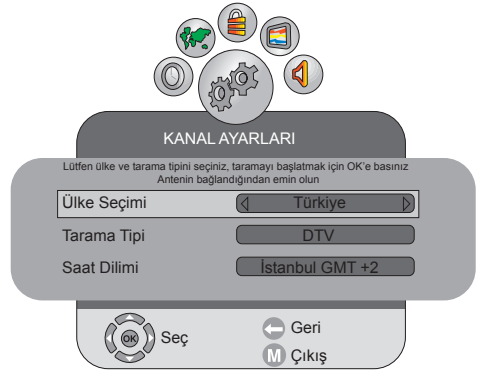 KANAL AYARLARI
Lütfen ülke ve tarama tipini seçiniz, taramayı başlatmak için OK'e basınız
Antenin bağlandığından emin olun
Ülke Seçimi Türkiye
Tarama Tipi DTV
Saat Dilimi İstanbul GMT +2
OK Seç Geri
M Çıkış